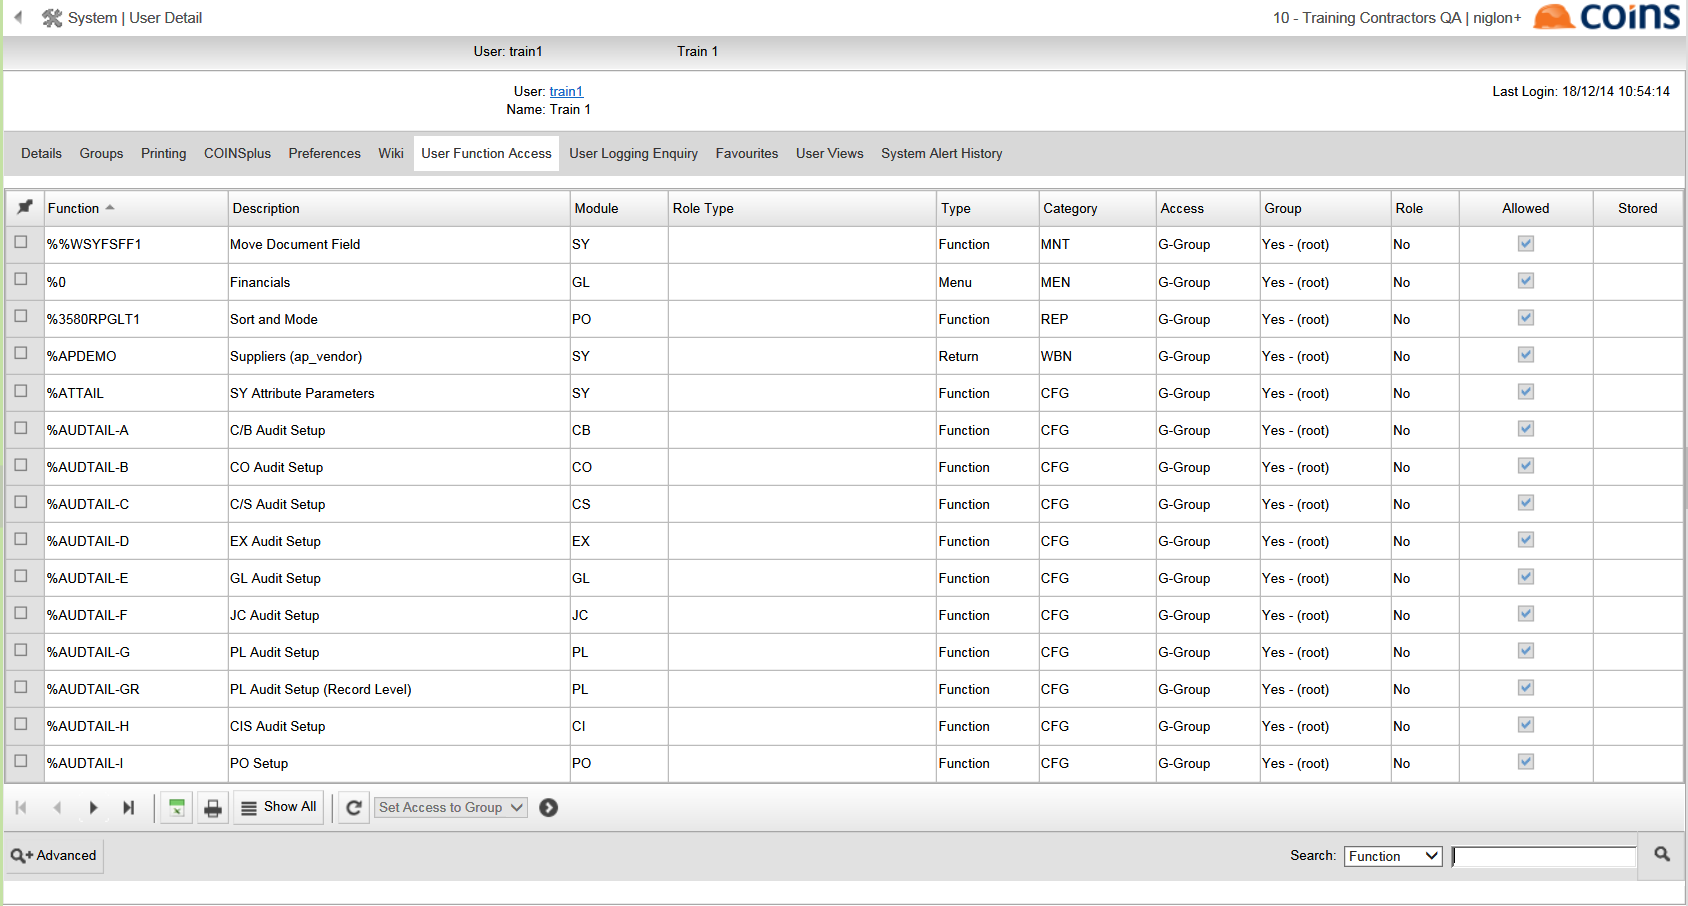 System | User Detail
10 - Training Contractors QA | niglon+
coins
User: train1 Train 1
User: train1
Last Login: 18/12/14 10:54:14
Name: Train 1
Details Groups Printing COINSplus Preferences Wiki User Function Access User Logging Enquiry Favourites User Views System Alert History
Function Description Module Role Type Type Category Access Group Role Allowed Stored
%%WSYFSFF1 Move Document Field SY Function MNT G-Group Yes - (root) No
%0 Financials GL Menu MEN G-Group Yes - (root) No
%3580RPGLT1 Sort and Mode PO Function REP G-Group Yes - (root) No
%APDEMO Suppliers (ap_vendor) SY Return WBN G-Group Yes - (root) No
%ATTAIL SY Attribute Parameters SY Function CFG G-Group Yes - (root) No
%AUDTAIL-A C/B Audit Setup CB Function CFG G-Group Yes - (root) No
%AUDTAIL-B CO Audit Setup CO Function CFG G-Group Yes - (root) No
%AUDTAIL-C C/S Audit Setup CS Function CFG G-Group Yes - (root) No
%AUDTAIL-D EX Audit Setup EX Function CFG G-Group Yes - (root) No
%AUDTAIL-E GL Audit Setup GL Function CFG G-Group Yes - (root) No
%AUDTAIL-F JC Audit Setup JC Function CFG G-Group Yes - (root) No
%AUDTAIL-G PL Audit Setup PL Function CFG G-Group Yes - (root) No
%AUDTAIL-GR PL Audit Setup (Record Level) PL Function CFG G-Group Yes - (root) No
%AUDTAIL-H CIS Audit Setup CI Function CFG G-Group Yes - (root) No
%AUDTAIL-I PO Setup PO Function CFG G-Group Yes - (root) No
Show All Set Access to Group
Advanced Search: Function